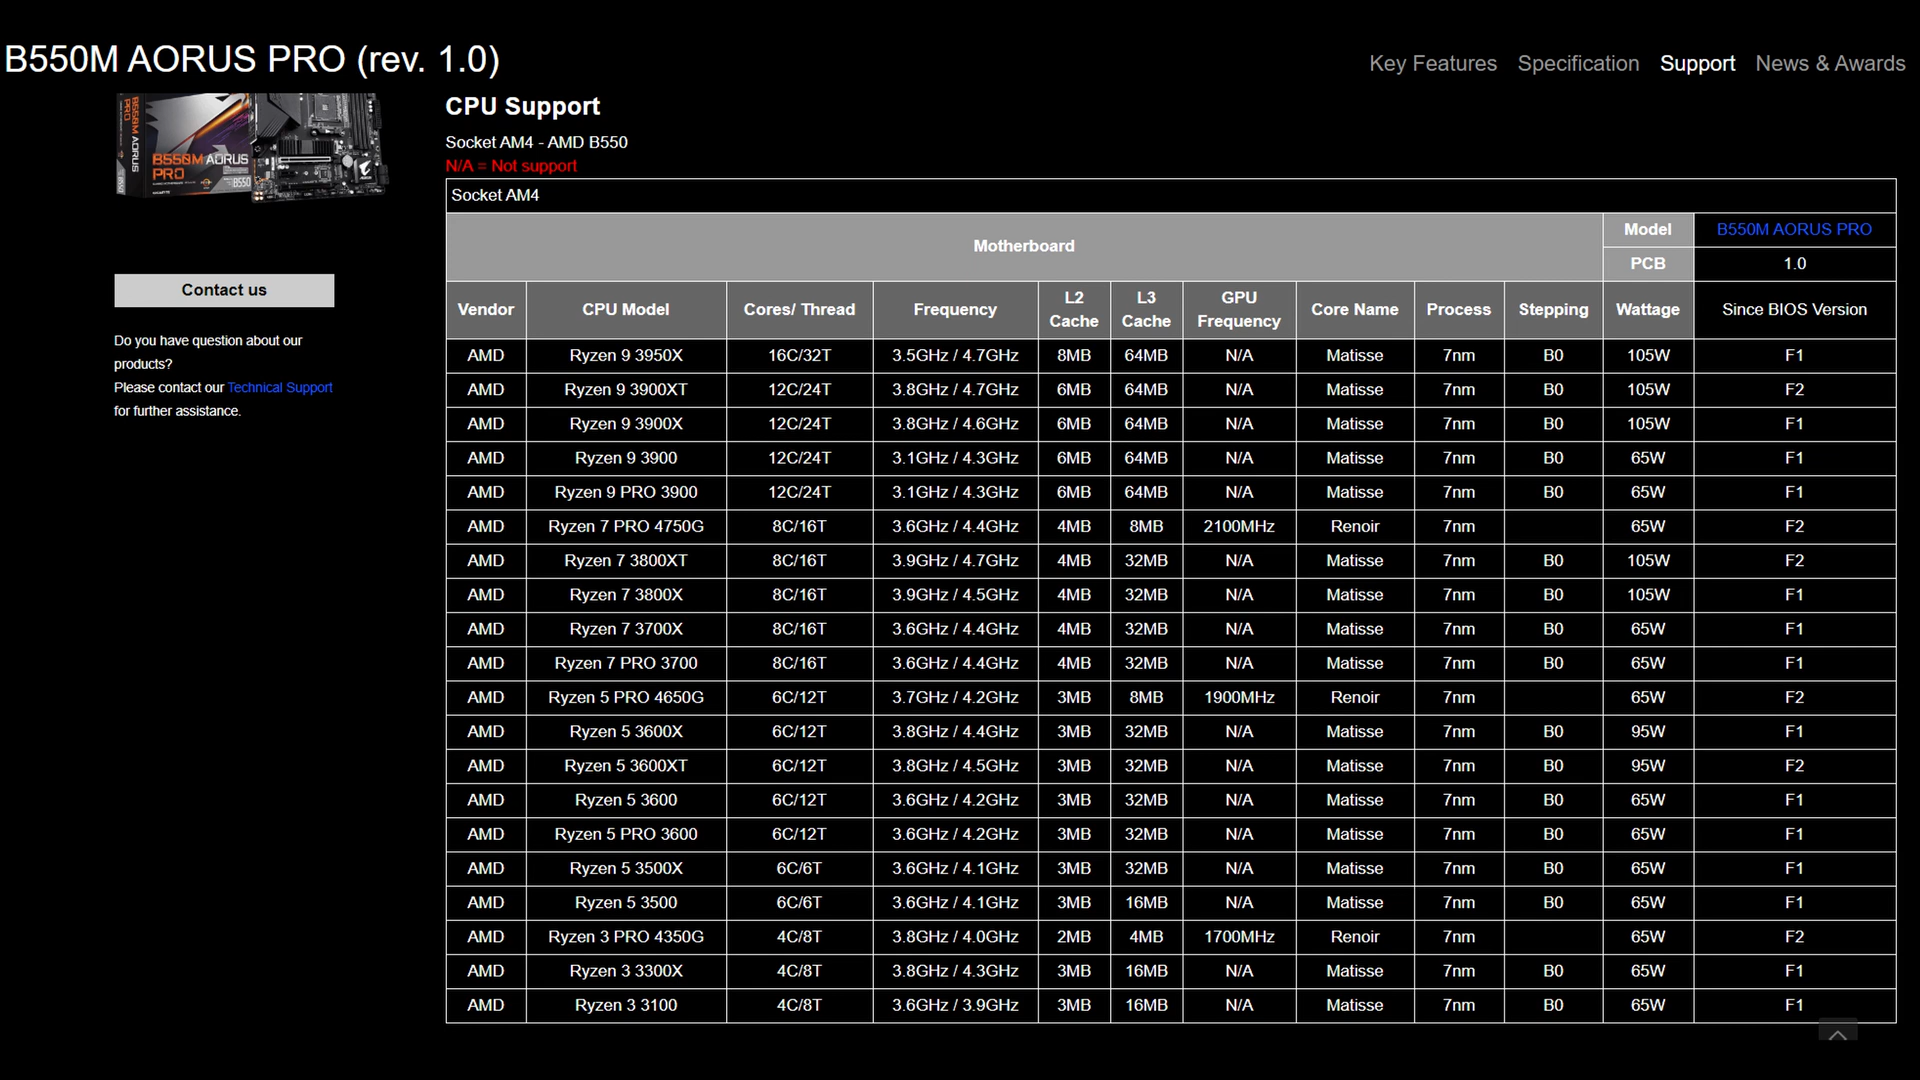 B550M AORUS PRO (rev. 1.0)
Key Features Specification Support News & Awards
B550M AORUS
PRO
B550M AORUS
PRO
B550
Contact us
Do you have question about our
products?
Please contact our Technical Support
for further assistance.
CPU Support
Socket AM4 - AMD B550
N/A = Not support
Socket AM4
Motherboard Model B550M AORUS PRO
PCB 1.0
Vendor CPU Model Cores/ Thread Frequency L2 Cache L3 Cache GPU Frequency Core Name Process Stepping Wattage Since BIOS Version
AMD Ryzen 9 3950X 16C/32T 3.5GHz / 4.7GHz 8MB 64MB N/A Matisse 7nm B0 105W F1
AMD Ryzen 9 3900XT 12C/24T 3.8GHz / 4.7GHz 6MB 64MB N/A Matisse 7nm B0 105W F2
AMD Ryzen 9 3900X 12C/24T 3.8GHz / 4.6GHz 6MB 64MB N/A Matisse 7nm B0 105W F1
AMD Ryzen 9 3900 12C/24T 3.1GHz / 4.3GHz 6MB 64MB N/A Matisse 7nm B0 65W F1
AMD Ryzen 9 PRO 3900 12C/24T 3.1GHz / 4.3GHz 6MB 64MB N/A Matisse 7nm B0 65W F1
AMD Ryzen 7 PRO 4750G 8C/16T 3.6GHz / 4.4GHz 4MB 8MB 2100MHz Renoir 7nm 65W F2
AMD Ryzen 7 3800XT 8C/16T 3.9GHz / 4.7GHz 4MB 32MB N/A Matisse 7nm B0 105W F2
AMD Ryzen 7 3800X 8C/16T 3.9GHz / 4.5GHz 4MB 32MB N/A Matisse 7nm B0 105W F1
AMD Ryzen 7 3700X 8C/16T 3.6GHz / 4.4GHz 4MB 32MB N/A Matisse 7nm B0 65W F1
AMD Ryzen 7 PRO 3700 8C/16T 3.6GHz / 4.4GHz 4MB 32MB N/A Matisse 7nm B0 65W F1
AMD Ryzen 5 PRO 4650G 6C/12T 3.7GHz / 4.2GHz 3MB 8MB 1900MHz Renoir 7nm 65W F2
AMD Ryzen 5 3600X 6C/12T 3.8GHz / 4.4GHz 3MB 32MB N/A Matisse 7nm B0 95W F1
AMD Ryzen 5 3600XT 6C/12T 3.8GHz / 4.5GHz 3MB 32MB N/A Matisse 7nm B0 95W F2
AMD Ryzen 5 3600 6C/12T 3.6GHz / 4.2GHz 3MB 32MB N/A Matisse 7nm B0 65W F1
AMD Ryzen 5 PRO 3600 6C/12T 3.6GHz / 4.2GHz 3MB 32MB N/A Matisse 7nm B0 65W F1
AMD Ryzen 5 3500X 6C/6T 3.6GHz / 4.1GHz 3MB 32MB N/A Matisse 7nm B0 65W F1
AMD Ryzen 5 3500 6C/6T 3.6GHz / 4.1GHz 3MB 16MB N/A Matisse 7nm B0 65W F1
AMD Ryzen 3 PRO 4350G 4C/8T 3.8GHz / 4.0GHz 2MB 4MB 1700MHz Renoir 7nm 65W F2
AMD Ryzen 3 3300X 4C/8T 3.8GHz / 4.3GHz 3MB 16MB N/A Matisse 7nm B0 65W F1
AMD Ryzen 3 3100 4C/8T 3.6GHz / 3.9GHz 3MB 16MB N/A Matisse 7nm B0 65W F1